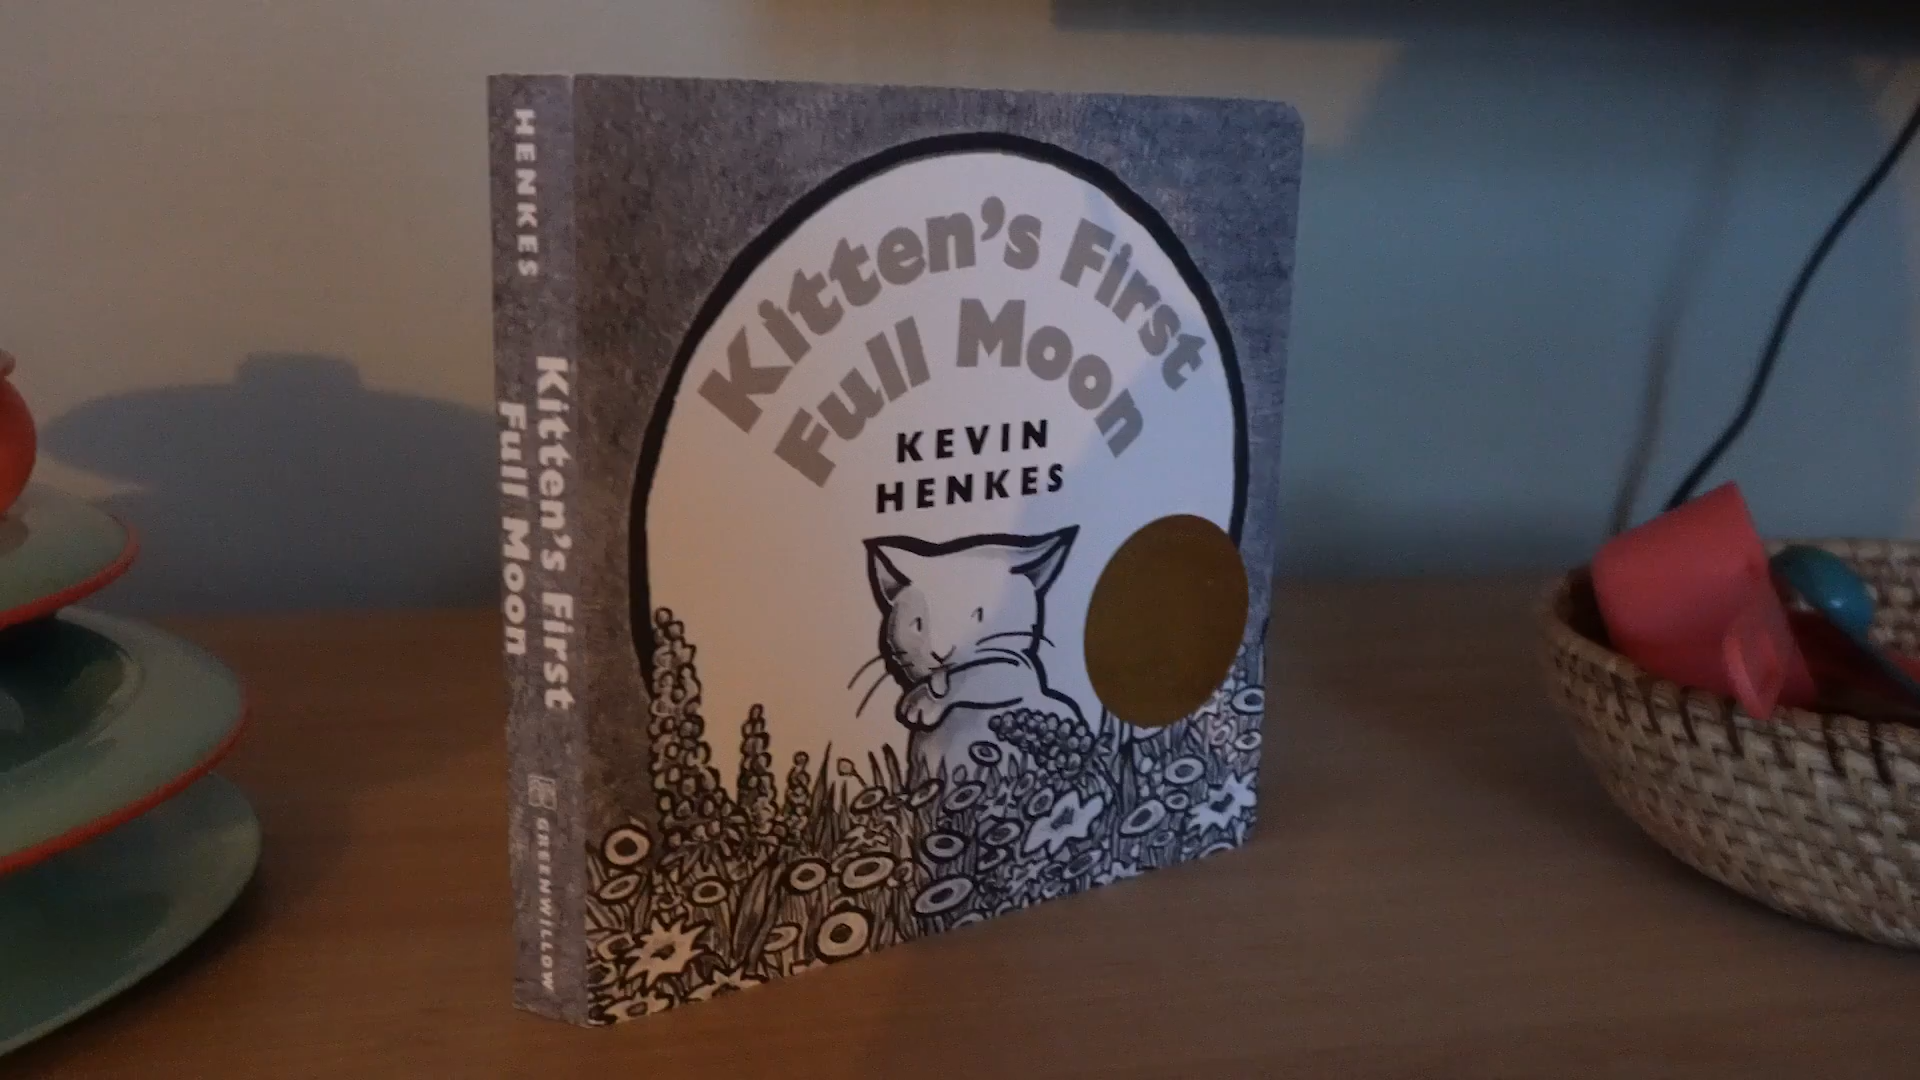 HENKES
Kitten's First
Full Moon
GREENWILLOW
Kitten's First
Full Moon
KEVIN
HENKES